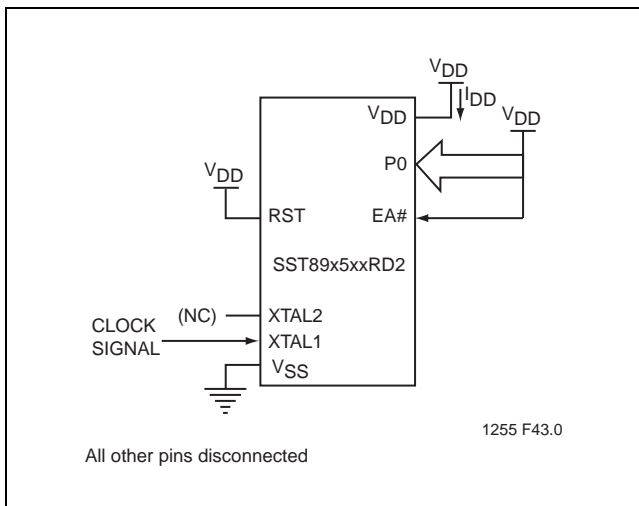 VDD
IDD
VDD
VDD
P0
VDD
RST
EA#
SST89x5xxRD2
(NC)
XTAL2
CLOCK
SIGNAL
XTAL1
VSS
1255 F43.0
All other pins disconnected